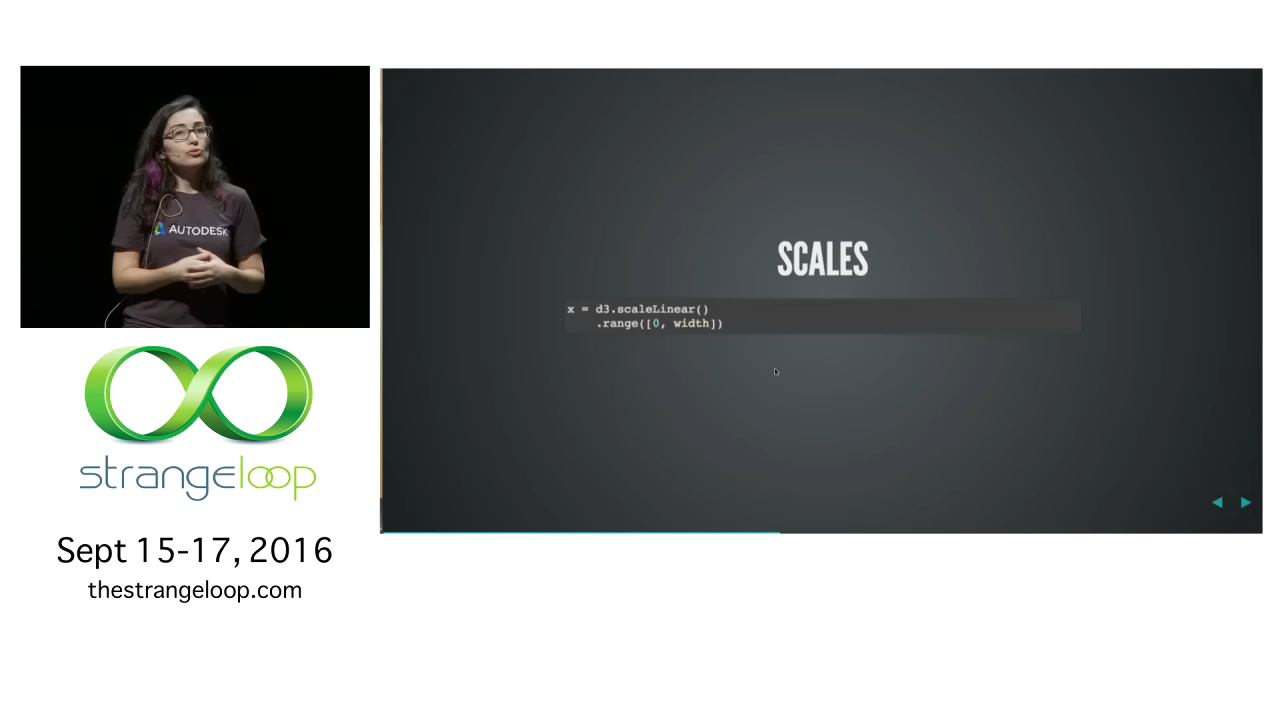 AUTODESK
strangeloop
Sept 15-17, 2016
thestrangeloop.com
SCALES
x = d3.scaleLinear()
    .range([0, width])